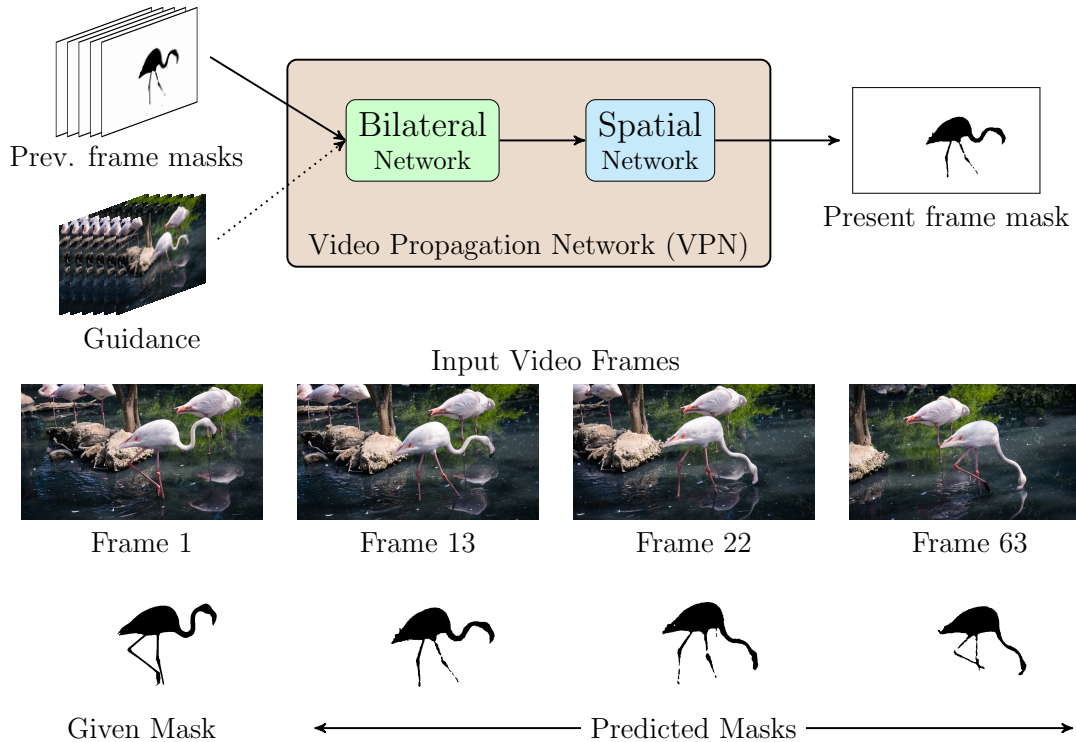 Prev. frame masks
Guidance
Bilateral
Network
Spatial
Network
Video Propagation Network (VPN)
Present frame mask
Input Video Frames
Frame 1
Frame 13
Frame 22
Frame 63
Given Mask
Predicted Masks